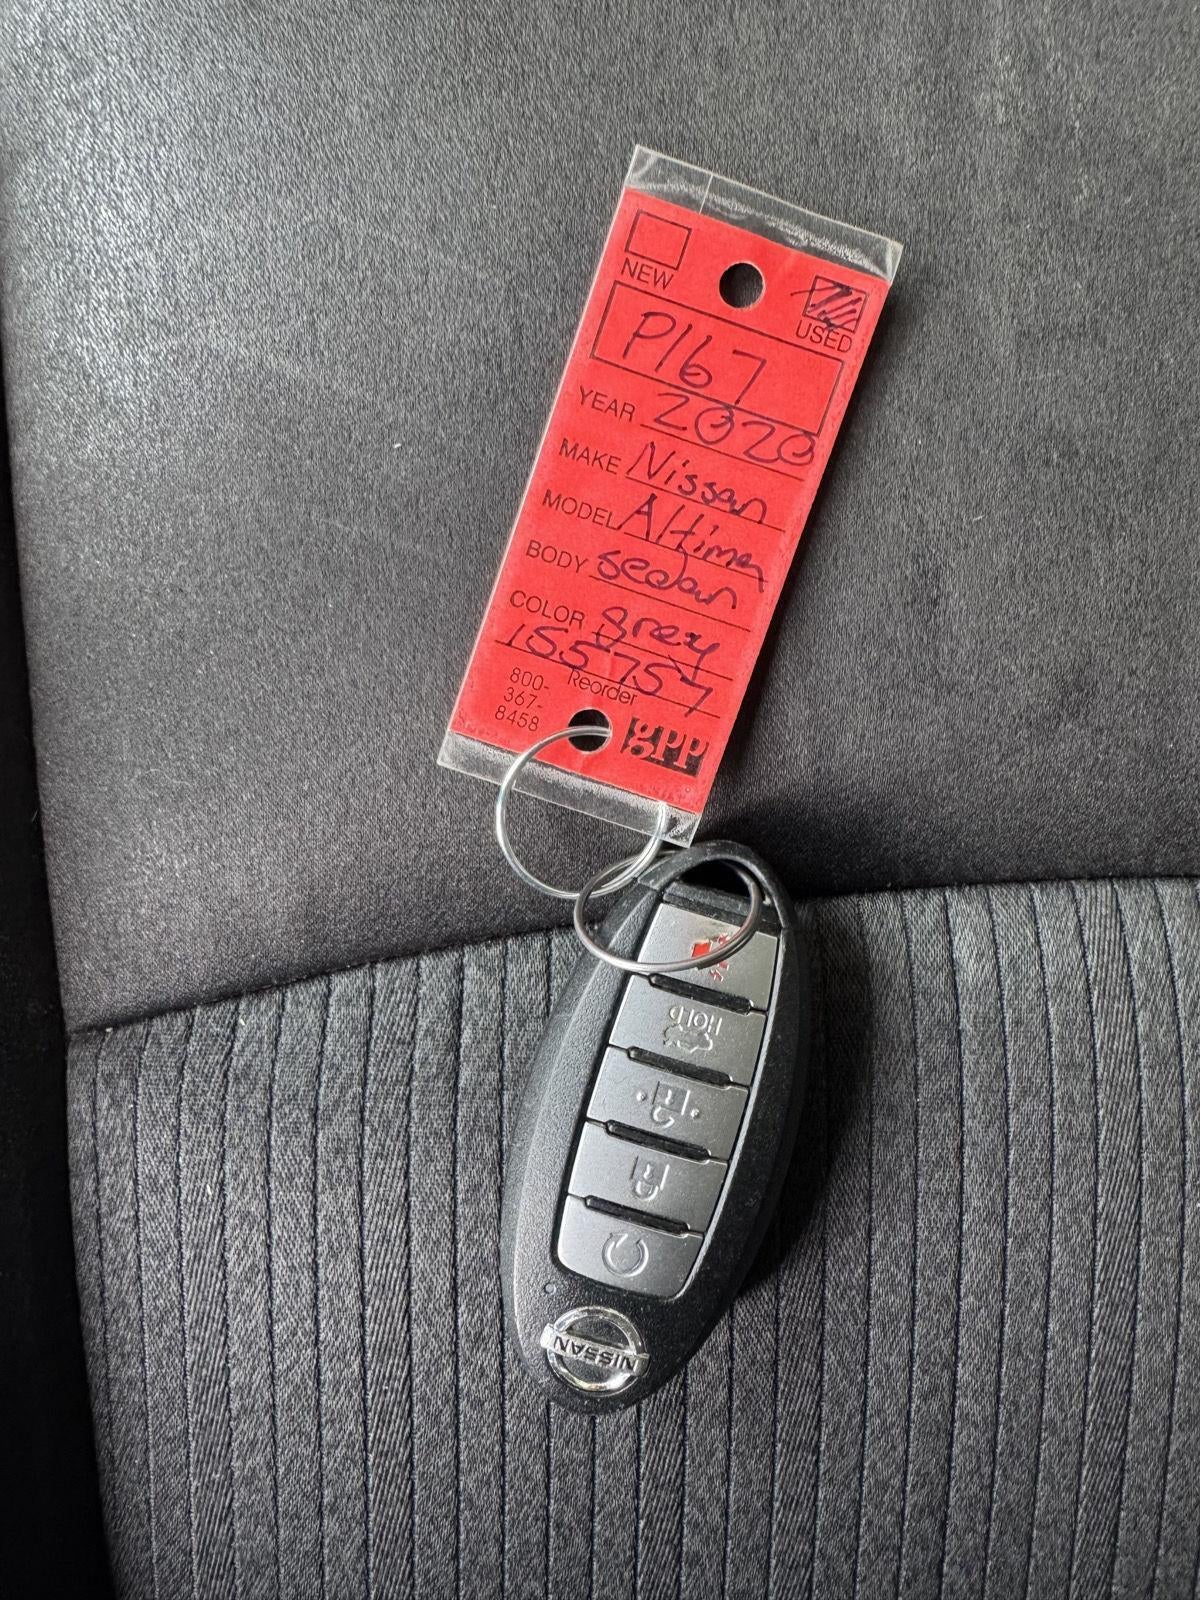 NEW
USED
P167
YEAR 2020
MAKE Nissan
MODEL Altima
BODY sedan
COLOR grey
155757
800-
367-
8458
Reorder
gpp
HOLD
NISSAN